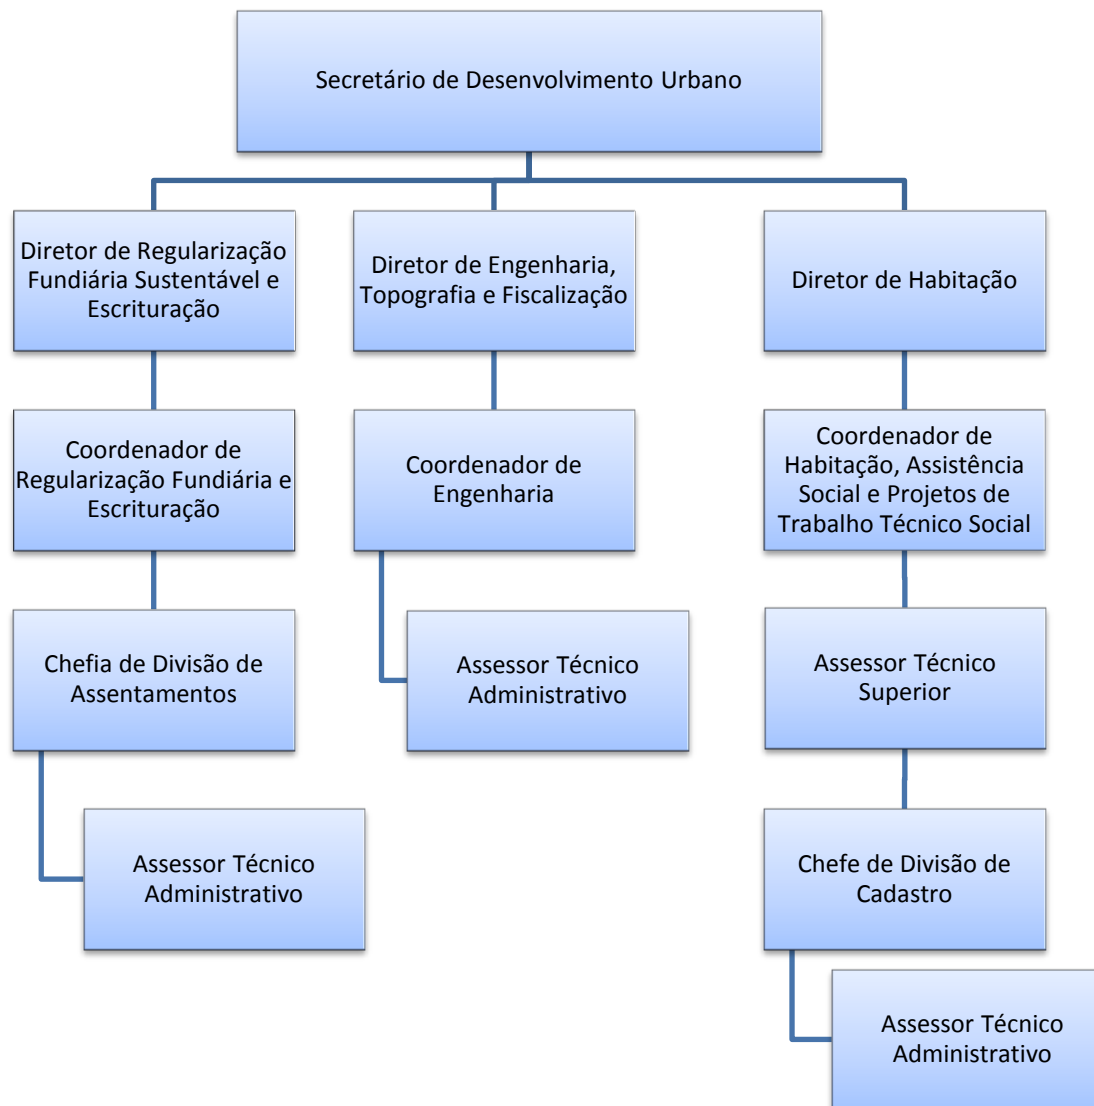 Secretário de Desenvolvimento Urbano
Diretor de Regularização
Fundiária Sustentável e
Escrituração
Diretor de Engenharia,
Topografia e Fiscalização
Diretor de Habitação
Coordenador de
Regularização Fundiária e
Escrituração
Coordenador de
Engenharia
Coordenador de
Habitação, Assistência
Social e Projetos de
Trabalho Técnico Social
Chefia de Divisão de
Assentamentos
Assessor Técnico
Administrativo
Assessor Técnico
Superior
Assessor Técnico
Administrativo
Chefe de Divisão de
Cadastro
Assessor Técnico
Administrativo